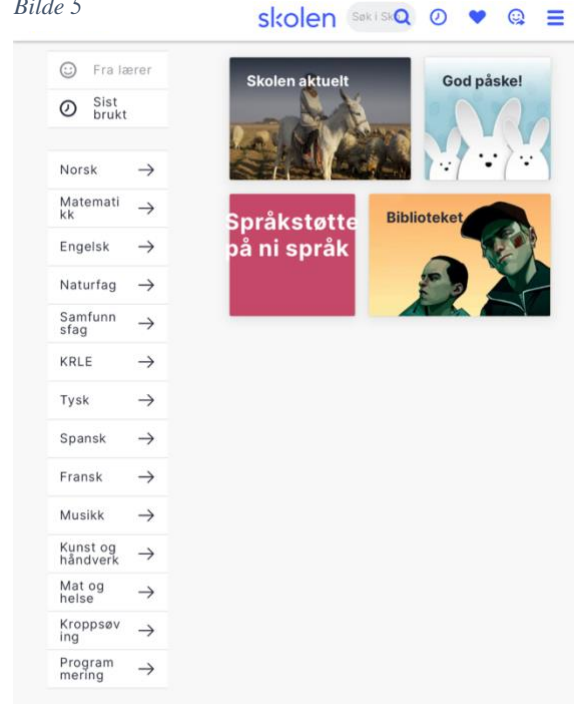 Bilde 5
skolen
Søk i Sk
Fra lærer
Sist
brukt
Norsk
Matemati
kk
Engelsk
Naturfag
Samfunn
sfag
KRLE
Tysk
Spansk
Fransk
Musikk
Kunst og
håndverk
Mat og
helse
Kroppsøv
ing
Program
mering
Skolen aktuelt
God påske!
Språkstøtte
på ni språk
Biblioteket